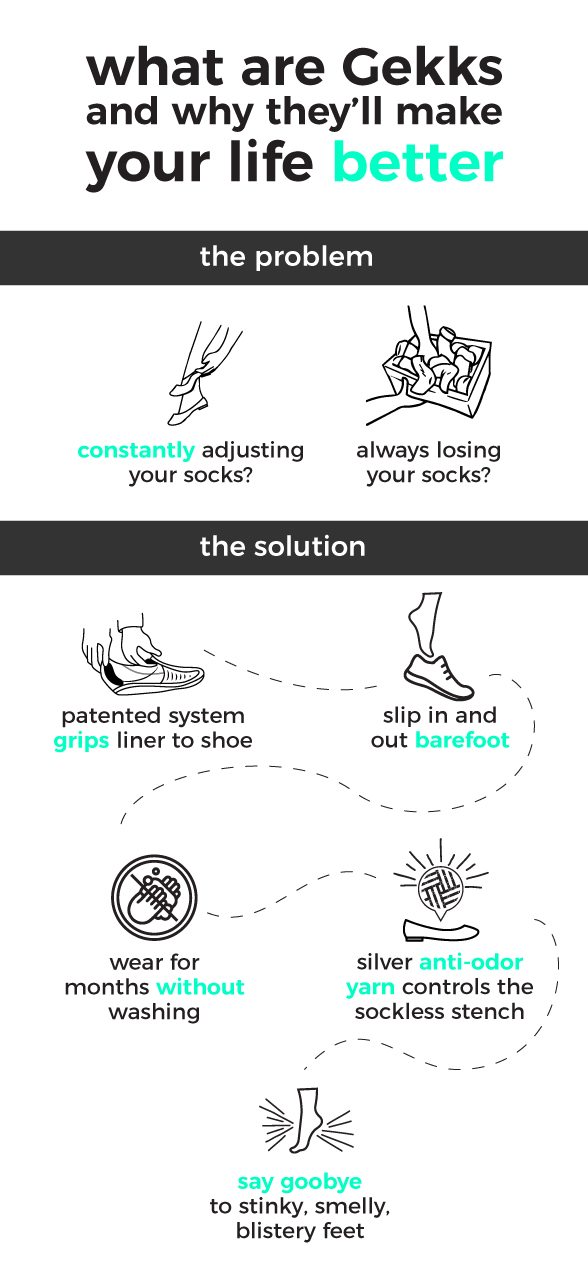 what are Gekks
and why they’ll make
your life better
the problem
constantly adjusting
your socks?
always losing
your socks?
the solution
patented system
grips liner to shoe
slip in and
out barefoot
wear for
months without
washing
silver anti-odor
yarn controls the
sockless stench
say goobye
to stinky, smelly,
blistery feet